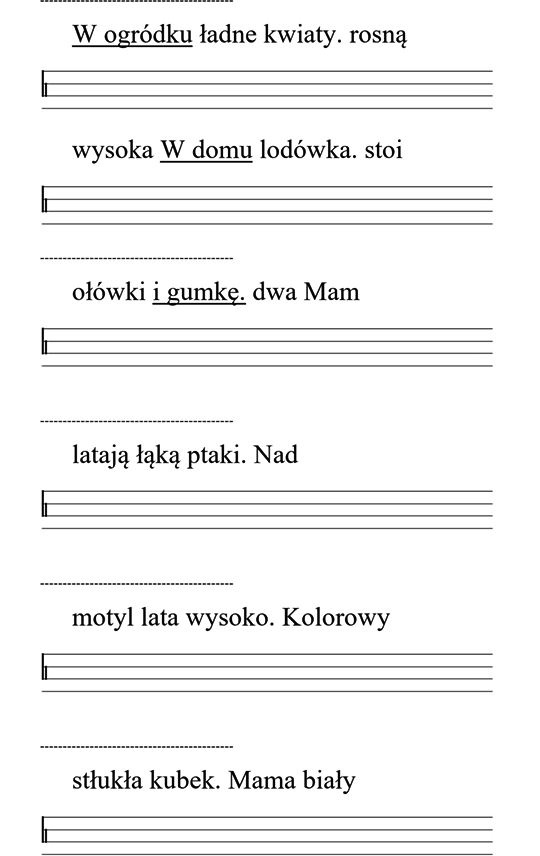 W ogródku ładne kwiaty. rosną
wysoka W domu lodówka. stoi
ołówki i gumkę. dwa Mam
latają łąką ptaki. Nad
motyl lata wysoko. Kolorowy
stłukła kubek. Mama biały